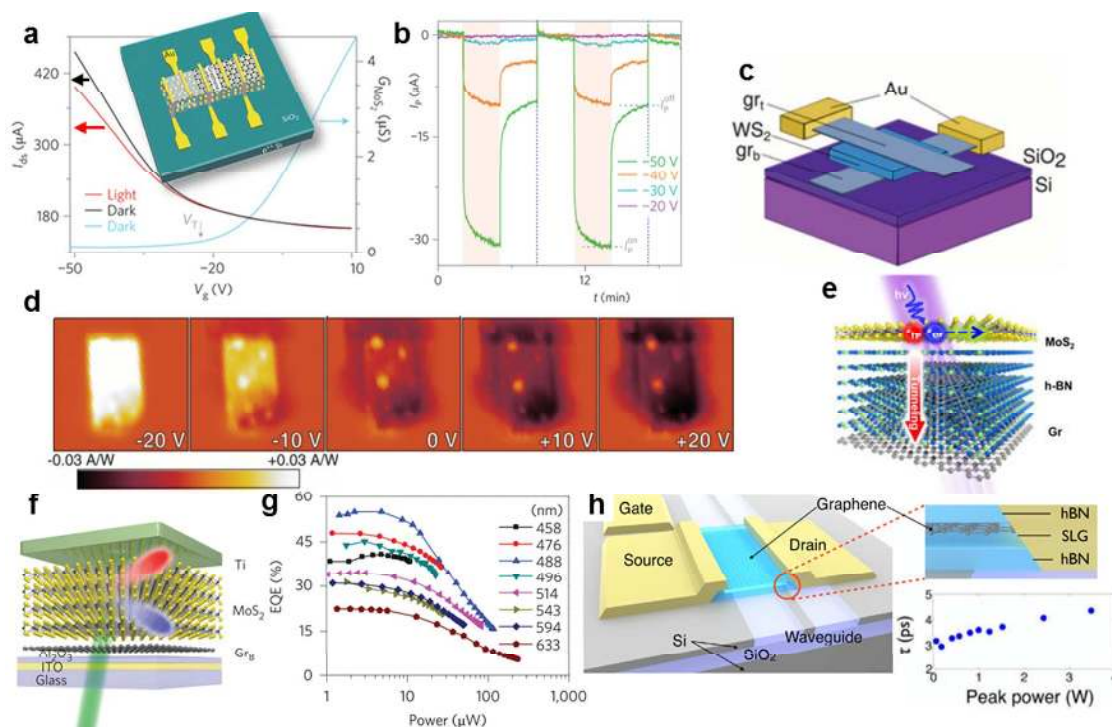 a
420
300
180
I_ds (μA)
-50
-20
10
V_g (V)
4
2
0
G_MoS2 (μS)
Light
Dark
Dark
V_T
Au
SiO2
b
0
-15
-30
I_P (μA)
0
12
t (min)
I_P^off
-50 V
-40 V
-30 V
-20 V
I_P^on
c
Au
gr_t
WS2
gr_b
SiO2
Si
d
-20 V
-10 V
0 V
+10 V
+20 V
-0.03 A/W
+0.03 A/W
e
hν
MoS2
h-BN
Gr
Tunneling
f
Ti
MoS2
Gr_B
ITO
Glass
g
60
45
30
15
0
EQE (%)
1
10
100
1,000
Power (μW)
(nm)
458
476
488
496
514
543
594
633
h
Gate
Source
Graphene
Drain
Si
SiO2
Waveguide
hBN
SLG
hBN
5
4
3
2
τ (ps)
0
1
2
3
Peak power (W)